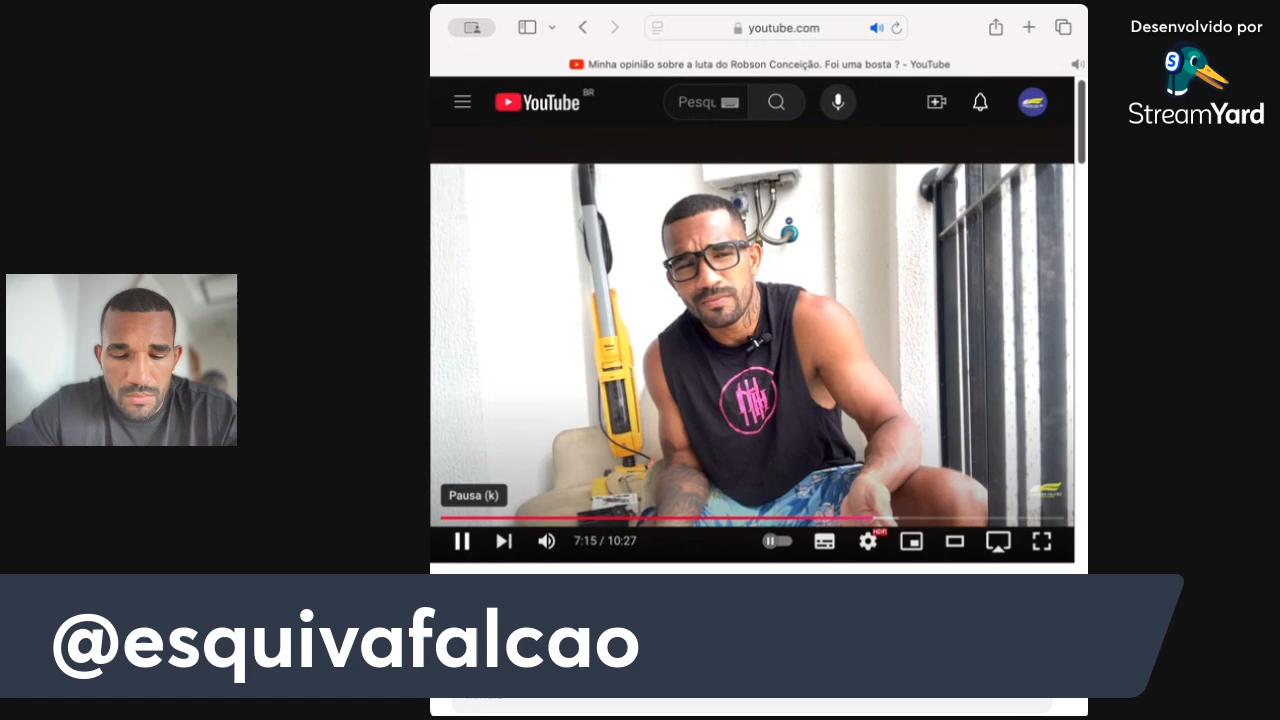 youtube.com
Minha opinião sobre a luta do Robson Conceição. Foi uma bosta ? - YouTube
Desenvolvido por
StreamYard
YouTube BR
Pesqu
Pausa (k)
7:15 / 10:27
HDR
@esquivafalcao